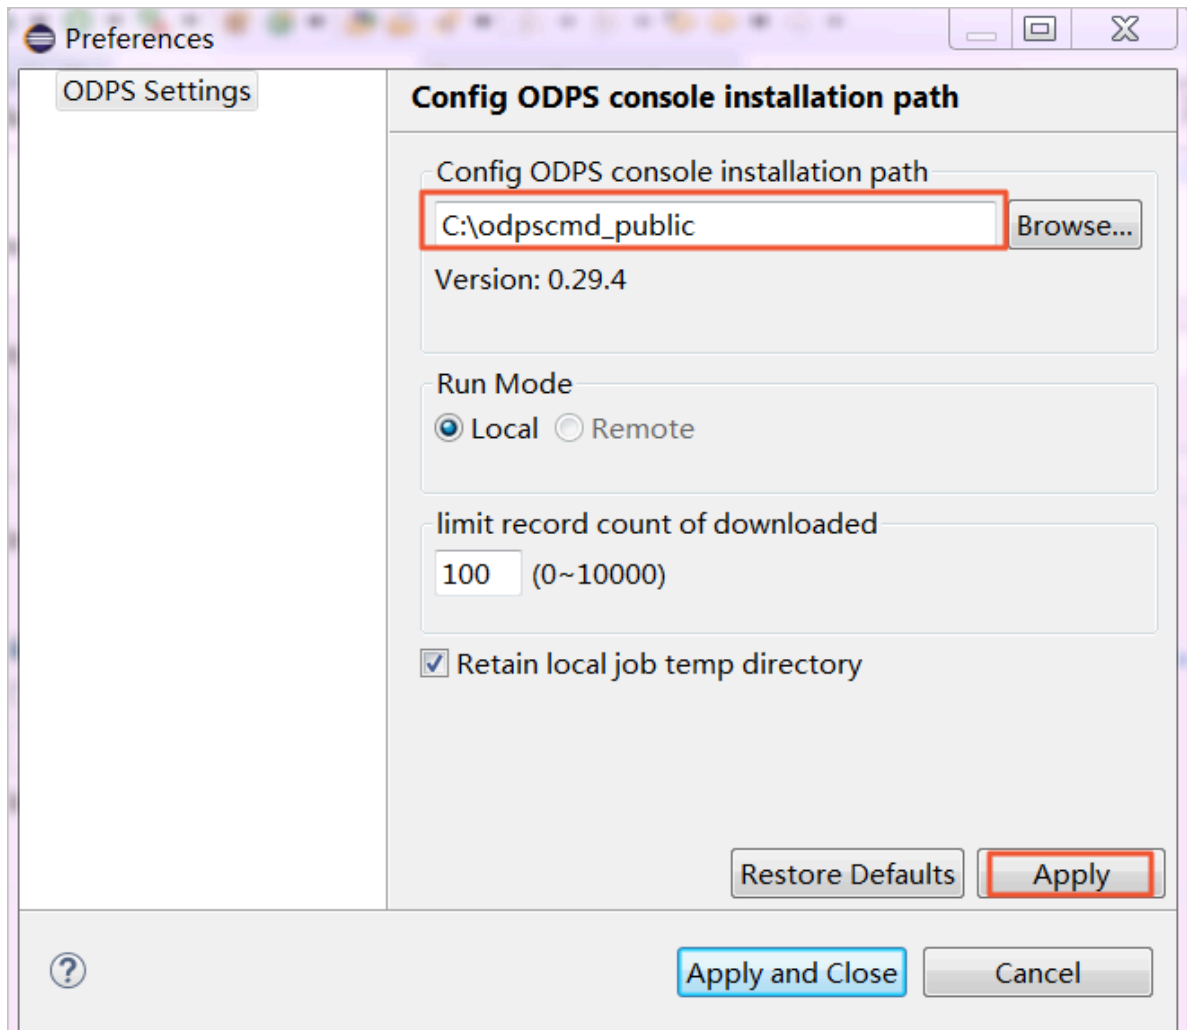 Preferences
ODPS Settings
Config ODPS console installation path
Config ODPS console installation path
C:\odpscmd_public
Browse...
Version: 0.29.4
Run Mode
Local Remote
limit record count of downloaded
100 (0~10000)
Retain local job temp directory
Restore Defaults Apply
? Apply and Close Cancel